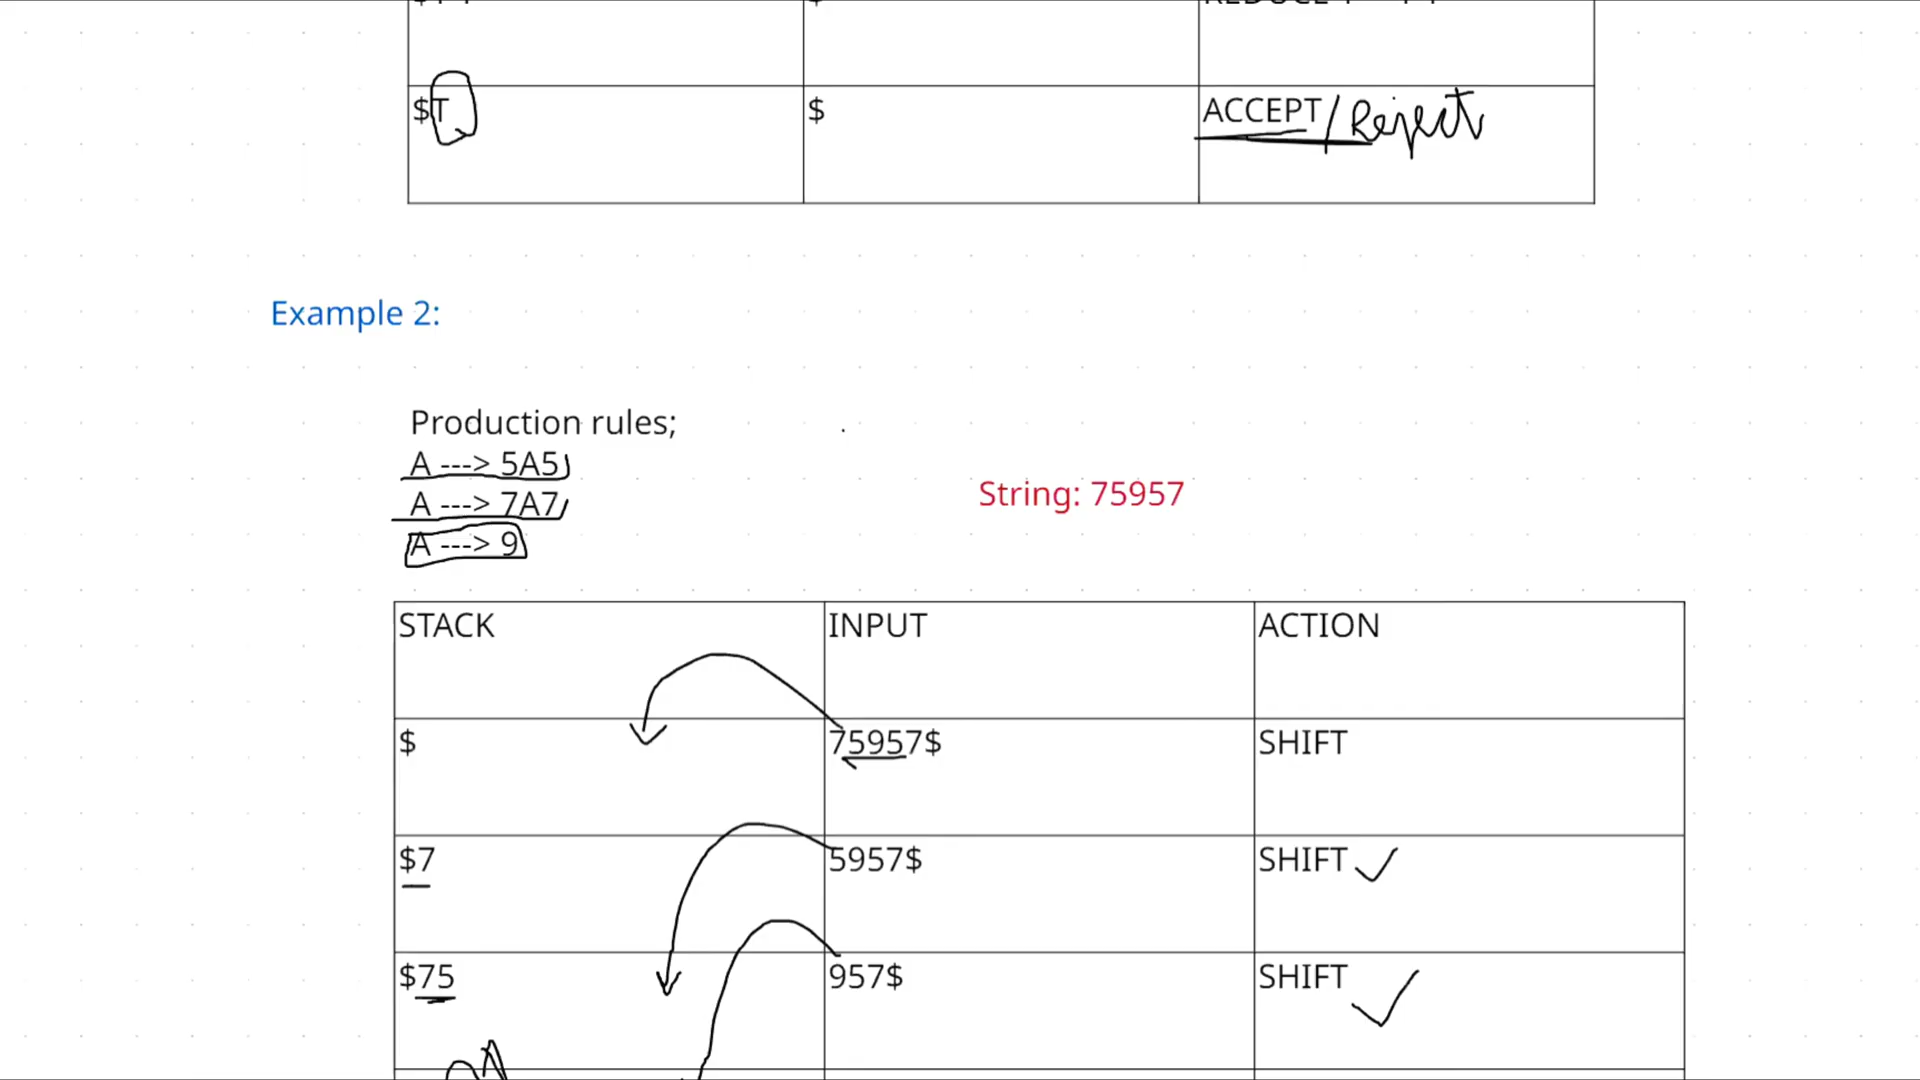 $T $ ACCEPT / Reject
Example 2:
Production rules;
A ---> 5A5
A ---> 7A7
String: 75957
A ---> 9
STACK INPUT ACTION
$ 75957$ SHIFT
$7 5957$ SHIFT
$75 957$ SHIFT